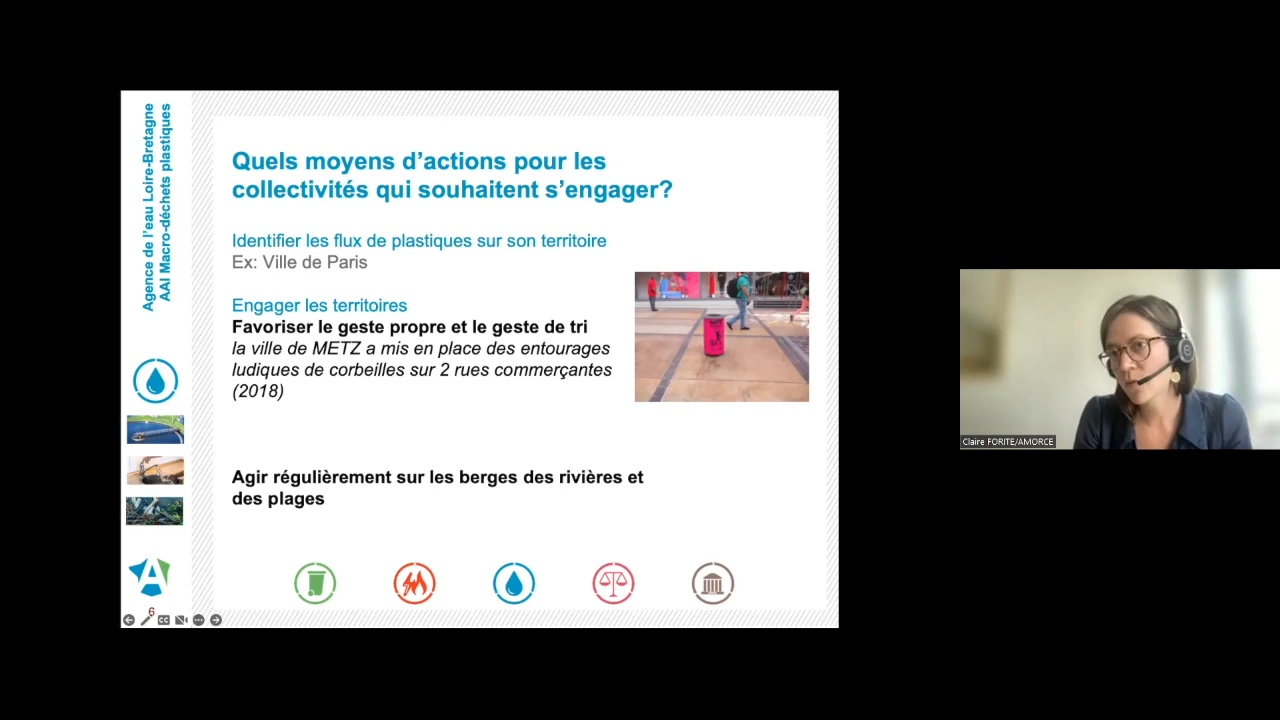 Agence de l'eau Loire-Bretagne
AAI Macro-déchets plastiques
Quels moyens d'actions pour les
collectivités qui souhaitent s'engager?
Identifier les flux de plastiques sur son territoire
Ex: Ville de Paris
Engager les territoires
Favoriser le geste propre et le geste de tri
la ville de METZ a mis en place des entourages
ludiques de corbeilles sur 2 rues commerçantes
(2018)
Agir régulièrement sur les berges des rivières et
des plages
6
CC
Claire FORITE/AMORCE